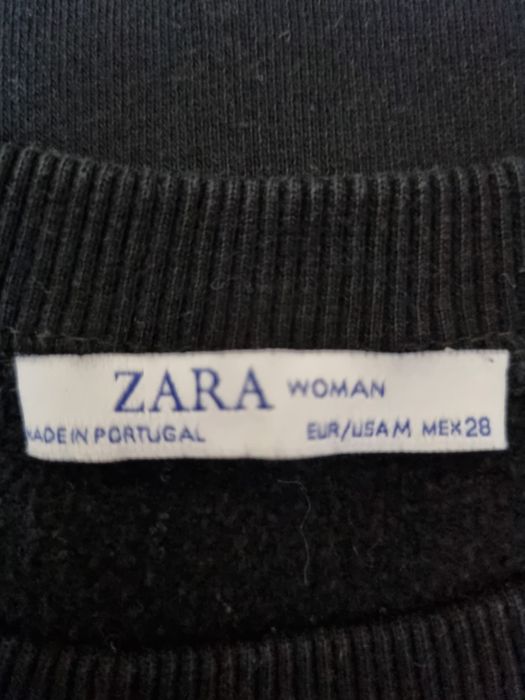 ZARA WOMAN
MADE IN PORTUGAL EUR/USA M MEX 28